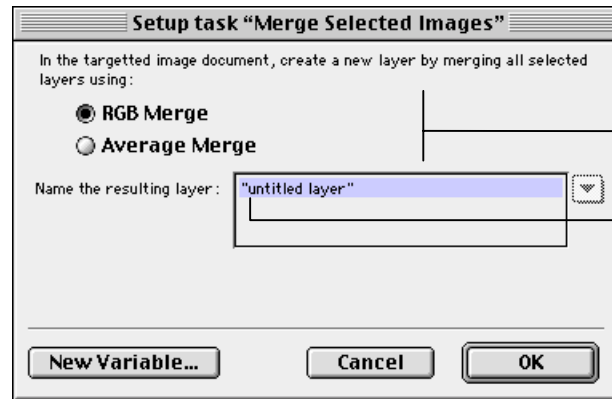 Setup task “Merge Selected Images”
In the targetted image document, create a new layer by merging all selected
layers using:
RGB Merge
Average Merge
Name the resulting layer:
"untitled layer"
New Variable...
Cancel
OK